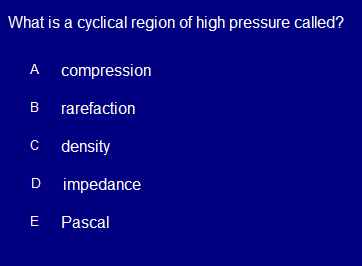 What is a cyclical region of high pressure called?
A compression
B rarefaction
C density
D impedance
E Pascal